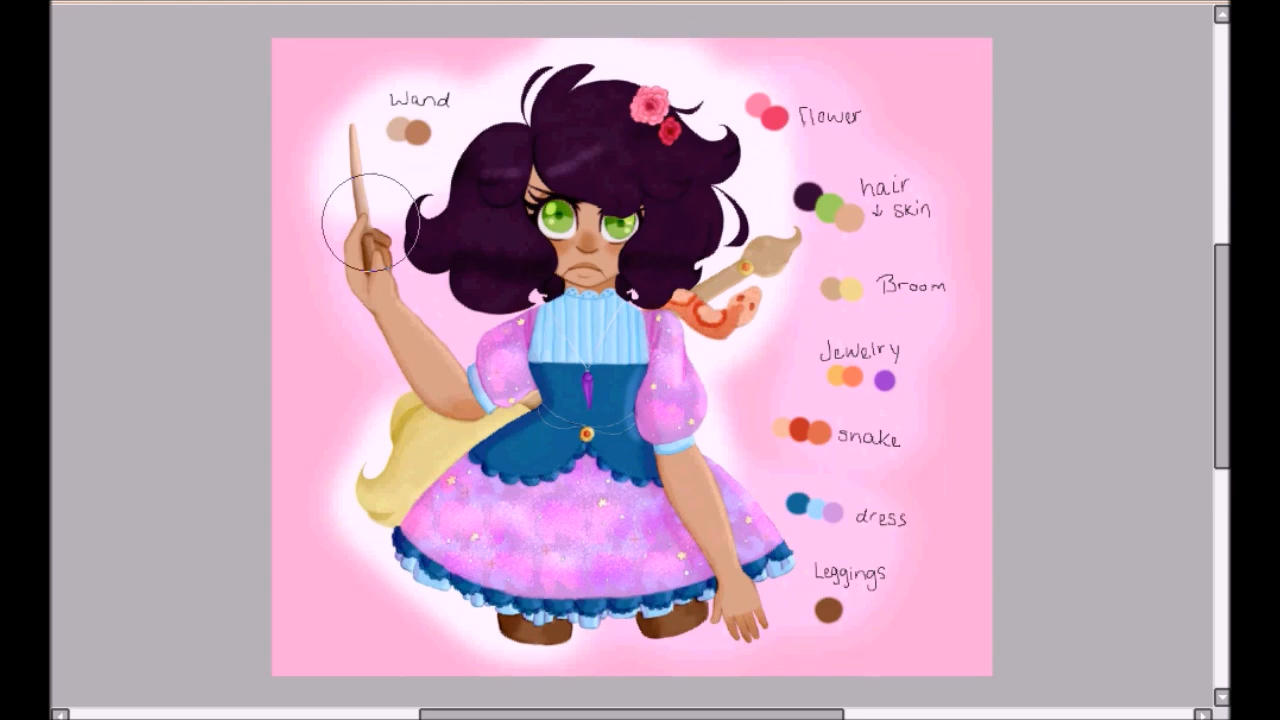 Wand
flower
hair
↓ skin
Broom
Jewelry
snake
dress
Leggings